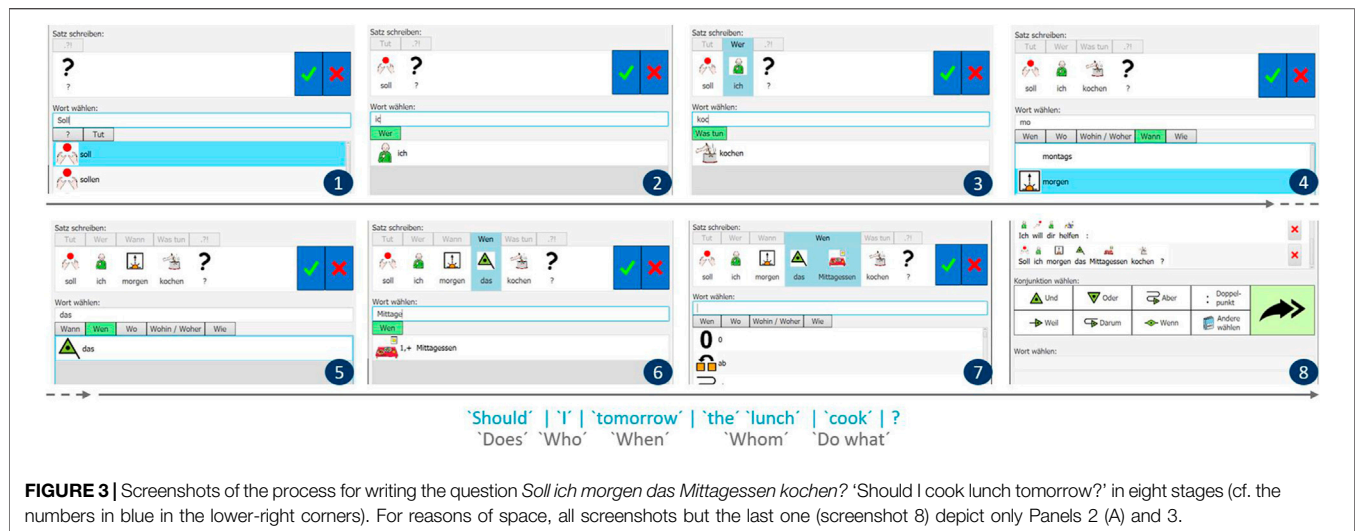 Satz schreiben:
.?!
?
?
Wort wählen:
Soll
? Tut
soll
sollen
1
Satz schreiben:
Tut .?!
?
soll ?
Wort wählen:
ic
Wer
ich
2
Satz schreiben:
Tut Wer .?!
?
soll ich ?
Wort wählen:
koc
Was tun
kochen
3
Satz schreiben:
Tut Wer Was tun .?!
?
soll ich kochen ?
Wort wählen:
mo
Wen Wo Wohin / Woher Wann Wie
montags
morgen
4
Satz schreiben:
Tut Wer Wann Was tun .?!
?
soll ich morgen kochen ?
Wort wählen:
das
Wann Wen Wo Wohin / Woher Wie
das
5
Satz schreiben:
Tut Wer Wann Wen Was tun .?!
?
soll ich morgen das kochen ?
Wort wählen:
Mittage
Wen
1,+ Mittagessen
6
Satz schreiben:
Tut Wer Wann Wen Was tun .?!
?
soll ich morgen das Mittagessen kochen ?
Wort wählen:
Wen Wo Wohin / Woher Wie
0 0
ab
7
Ich will dir helfen :
Soll ich morgen das Mittagessen kochen ?
Konjunktion wählen:
Und Oder Aber : Doppel-
punkt
Weil Darum Wenn Andere
wählen
Wort wählen:
8
`Should´ | `I´ | `tomorrow´ | `the´ `lunch´ | `cook´ | ?
`Does´ `Who´ `When´ `Whom´ `Do what´
FIGURE 3 | Screenshots of the process for writing the question Soll ich morgen das Mittagessen kochen? ‘Should I cook lunch tomorrow?’ in eight stages (cf. the
numbers in blue in the lower-right corners). For reasons of space, all screenshots but the last one (screenshot 8) depict only Panels 2 (A) and 3.